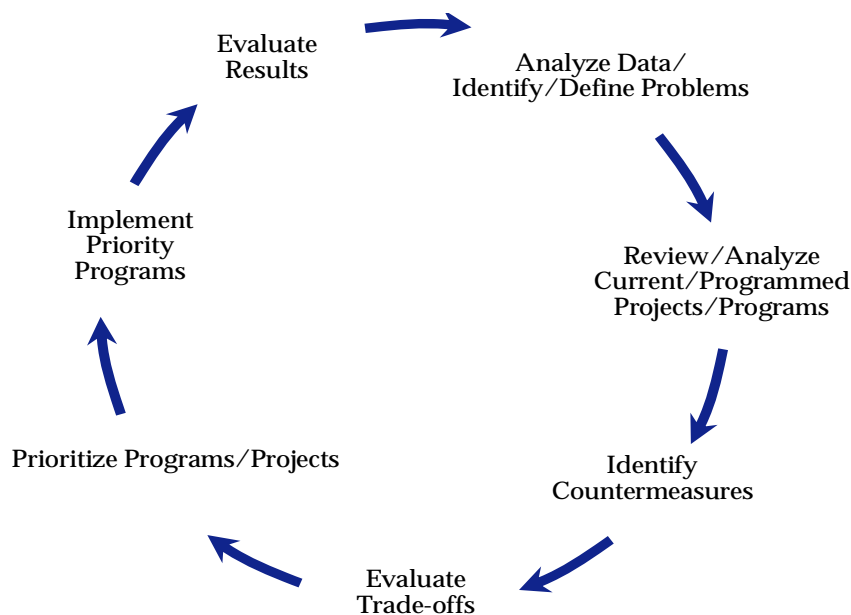 Evaluate
Results
Analyze Data/
Identify/Define Problems
Review/Analyze
Current/Programmed
Projects/Programs
Identify
Countermeasures
Evaluate
Trade-offs
Prioritize Programs/Projects
Implement
Priority
Programs